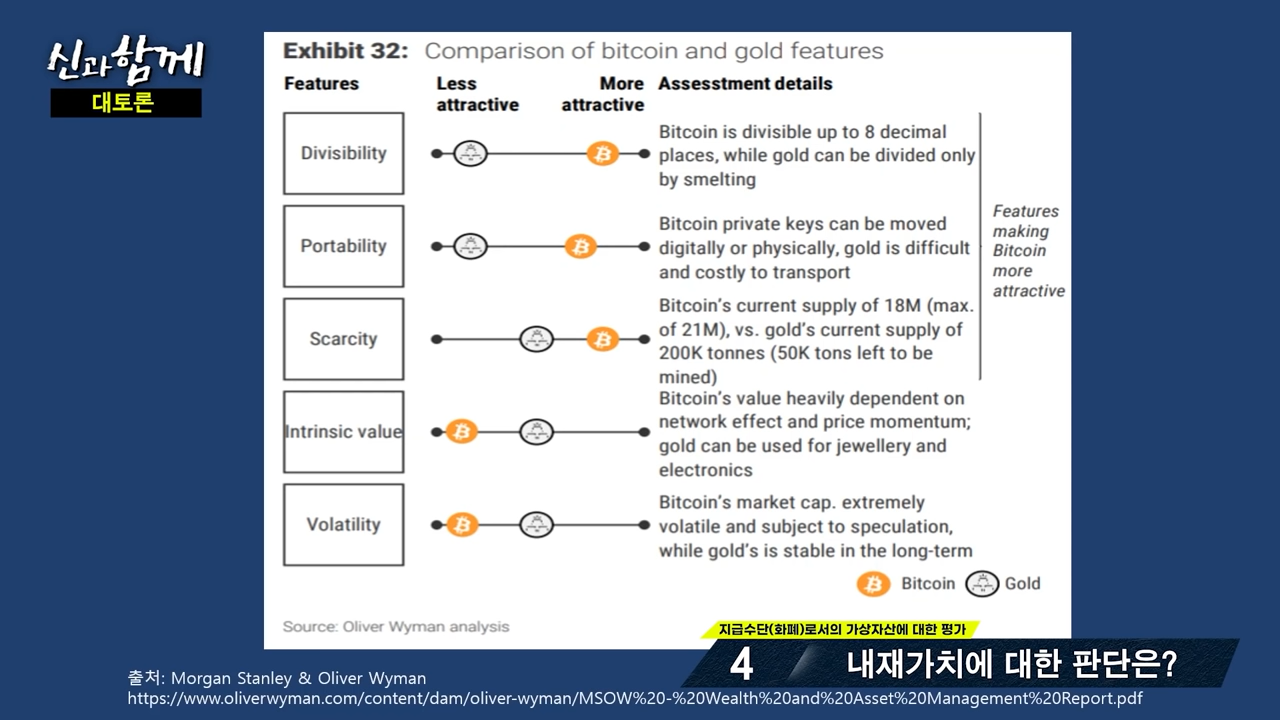 신과함께
대토론
Exhibit 32: Comparison of bitcoin and gold features
Features
Less
attractive
More
attractive
Assesstment details
Divisibility
Bitcoin is divisible up to 8 decimal
places, while gold can be divided only
by smelting
Portability
Bitcoin private keys can be moved
digitally or physically, gold is difficult
and costly to transport
Scarcity
Bitcoin's current supply of 18M (max.
of 21M), vs. gold's current supply of
200K tonnes (50K tons left to be
mined)
Features
making
Bitcoin
more
attractive
Intrinsic value
Bitcoin's value heavily dependent on
network effect and price momentum;
gold can be used for jewellery and
electronics
Volatility
Bitcoin's market cap. extremely
volatile and subject to speculation,
while gold's is stable in the long-term
Bitcoin
Gold
Source: Oliver Wyman analysis
지급수단(화폐)로서의 가상자산에 대한 평가
4 내재가치에 대한 판단은?
출처: Morgan Stanley & Oliver Wyman
https://www.oliverwyman.com/content/dam/oliver-wyman/MSOW%20-%20Wealth%20and%20Asset%20Management%20Report.pdf